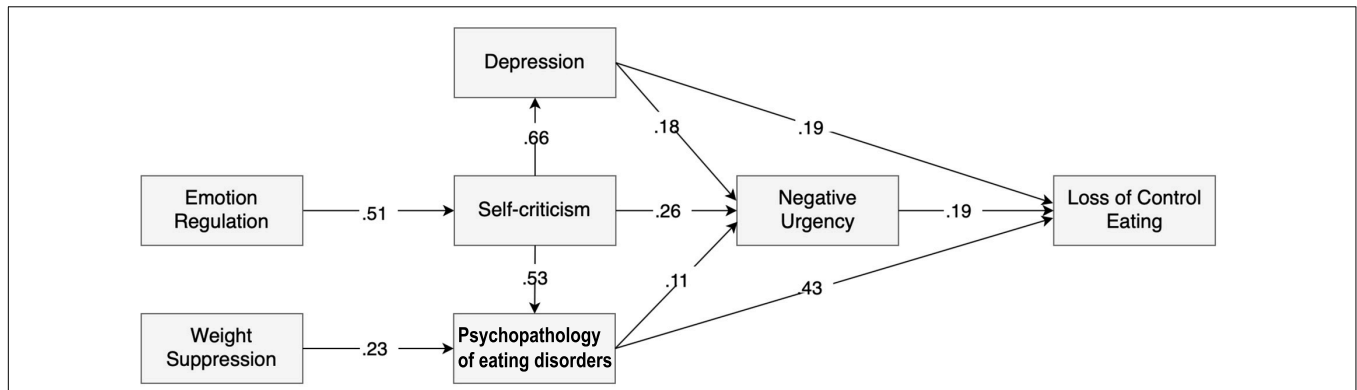 Depression
.18
.19
.66
Emotion
Regulation
.51
Self-criticism
.26
Negative
Urgency
.19
Loss of Control
Eating
.53
.11
.43
Weight
Suppression
.23
Psychopathology
of eating disorders